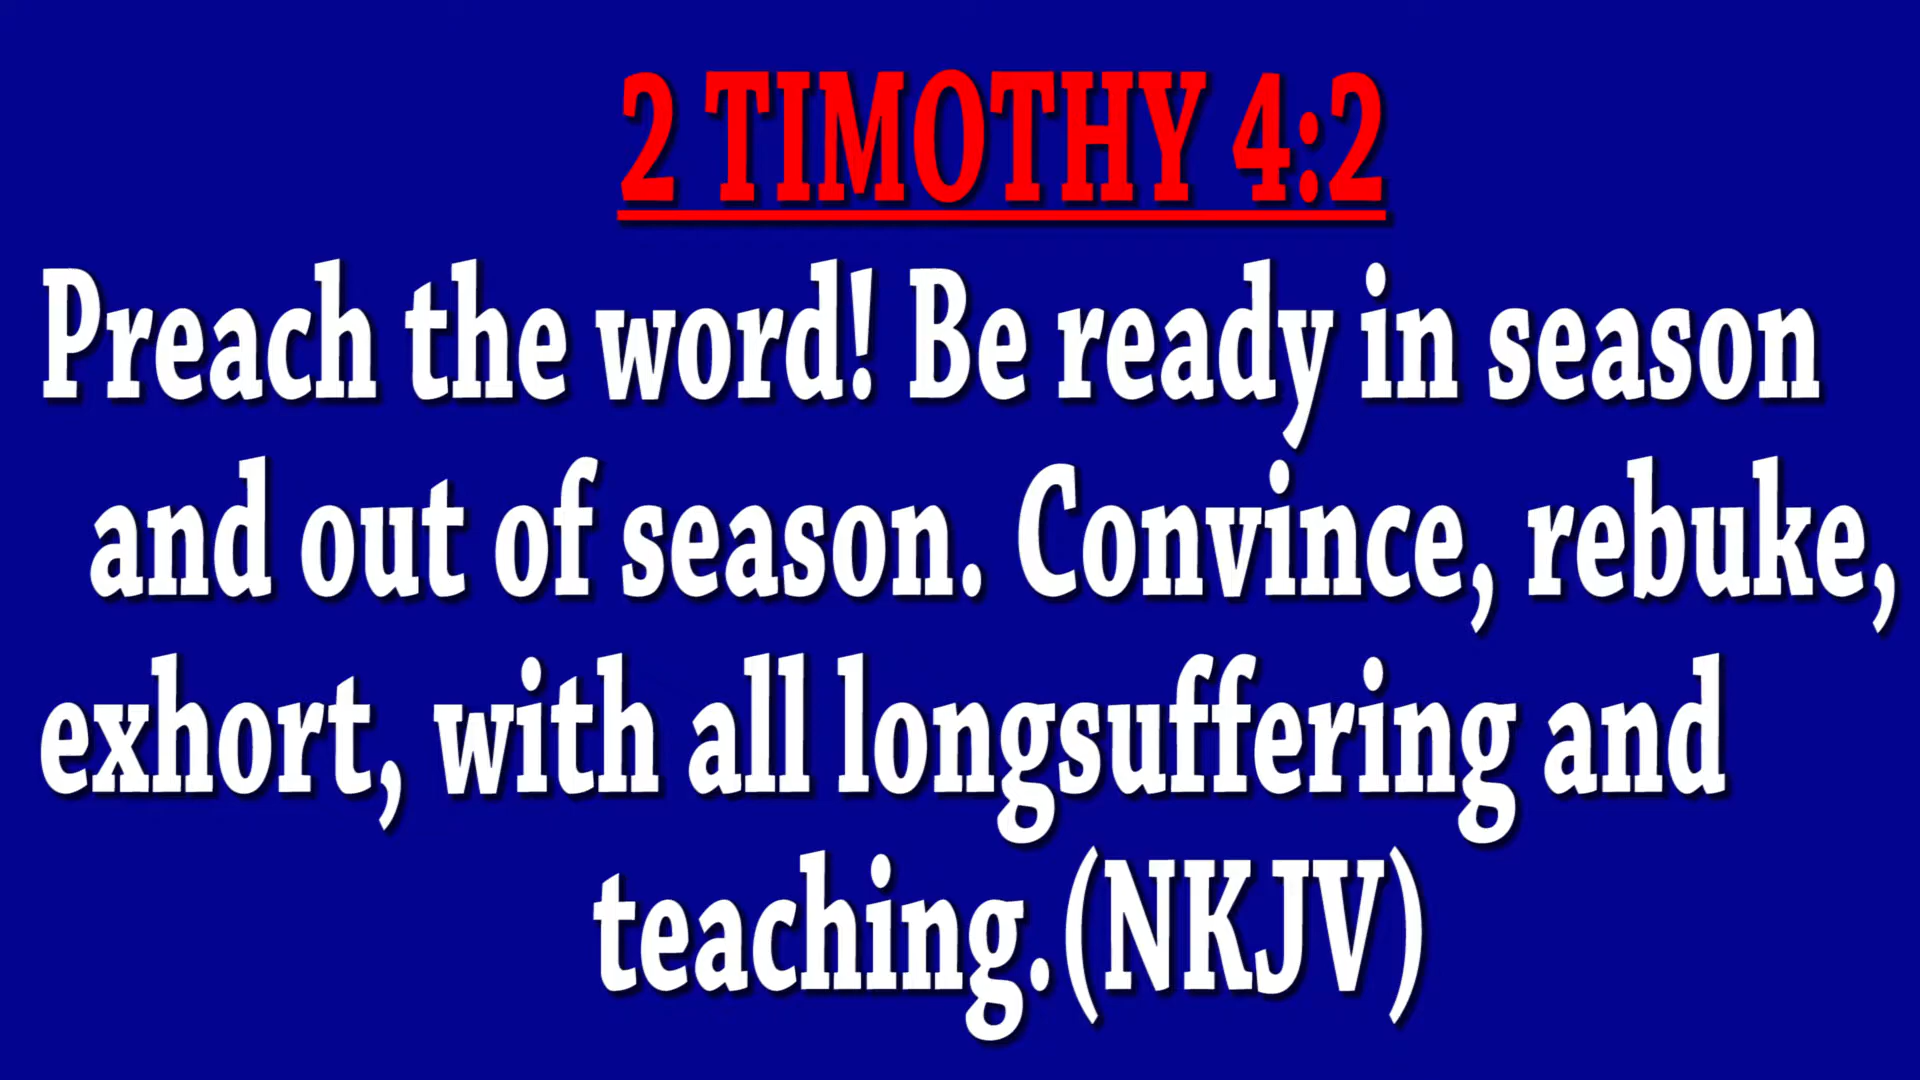 2 TIMOTHY 4:2
Preach the word! Be ready in season
and out of season. Convince, rebuke,
exhort, with all longsuffering and
teaching.(NKJV)